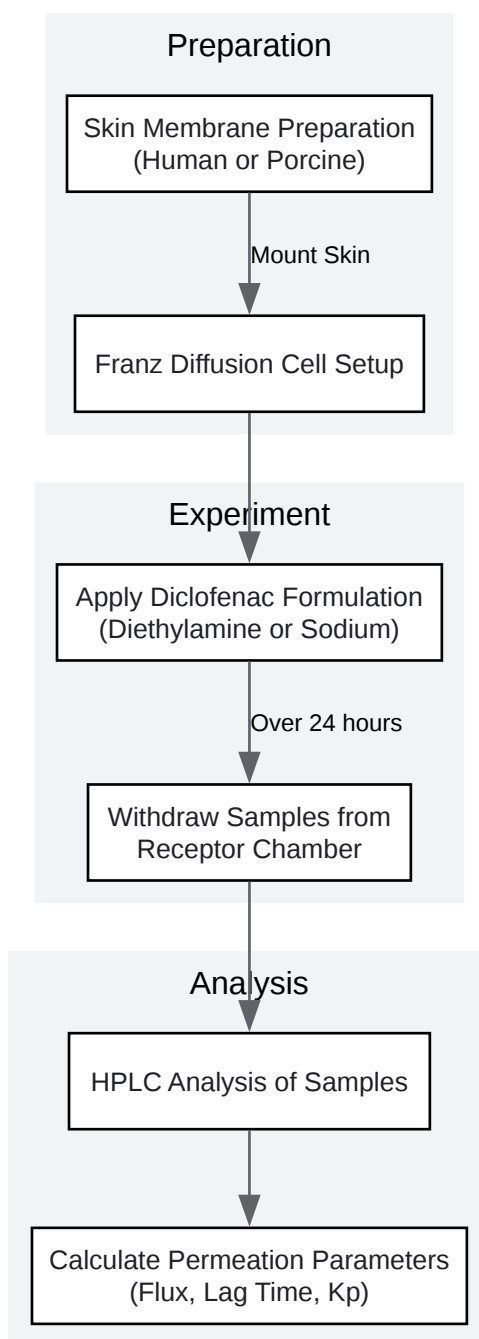 Preparation
Skin Membrane Preparation
(Human or Porcine)
Mount Skin
Franz Diffusion Cell Setup
Experiment
Apply Diclofenac Formulation
(Diethylamine or Sodium)
Over 24 hours
Withdraw Samples from
Receptor Chamber
Analysis
HPLC Analysis of Samples
Calculate Permeation Parameters
(Flux, Lag Time, Kp)